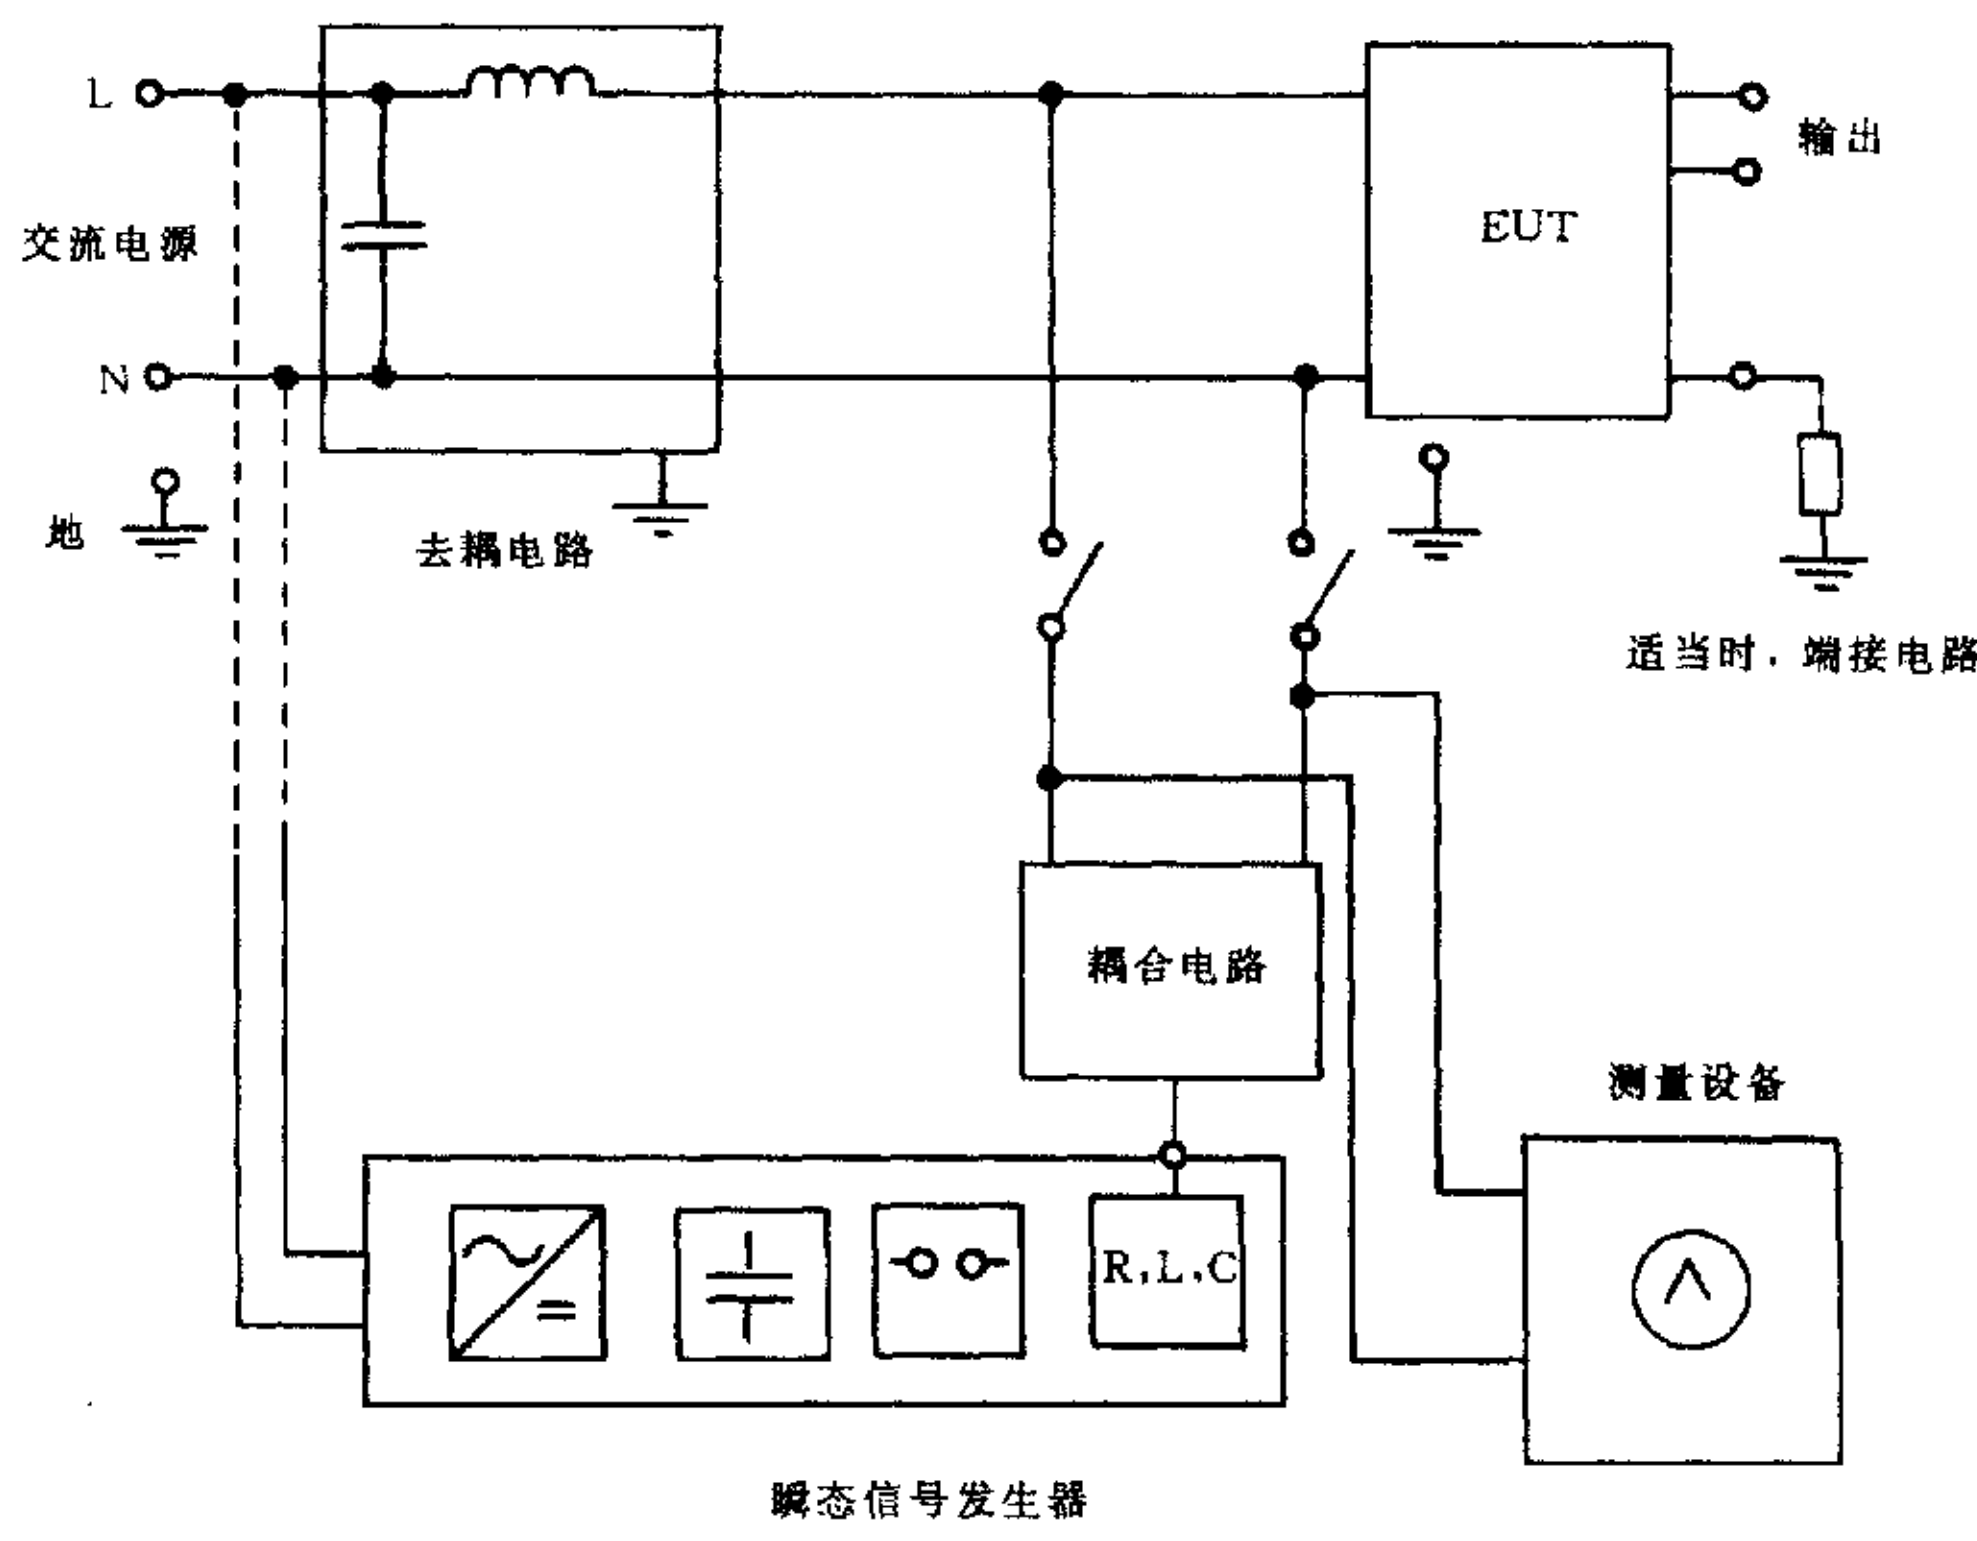 L
输出
EUT
交流电源
N
地
去耦电路
适当时，端接电路
耦合电路
测量设备
R,L,C
瞬态信号发生器